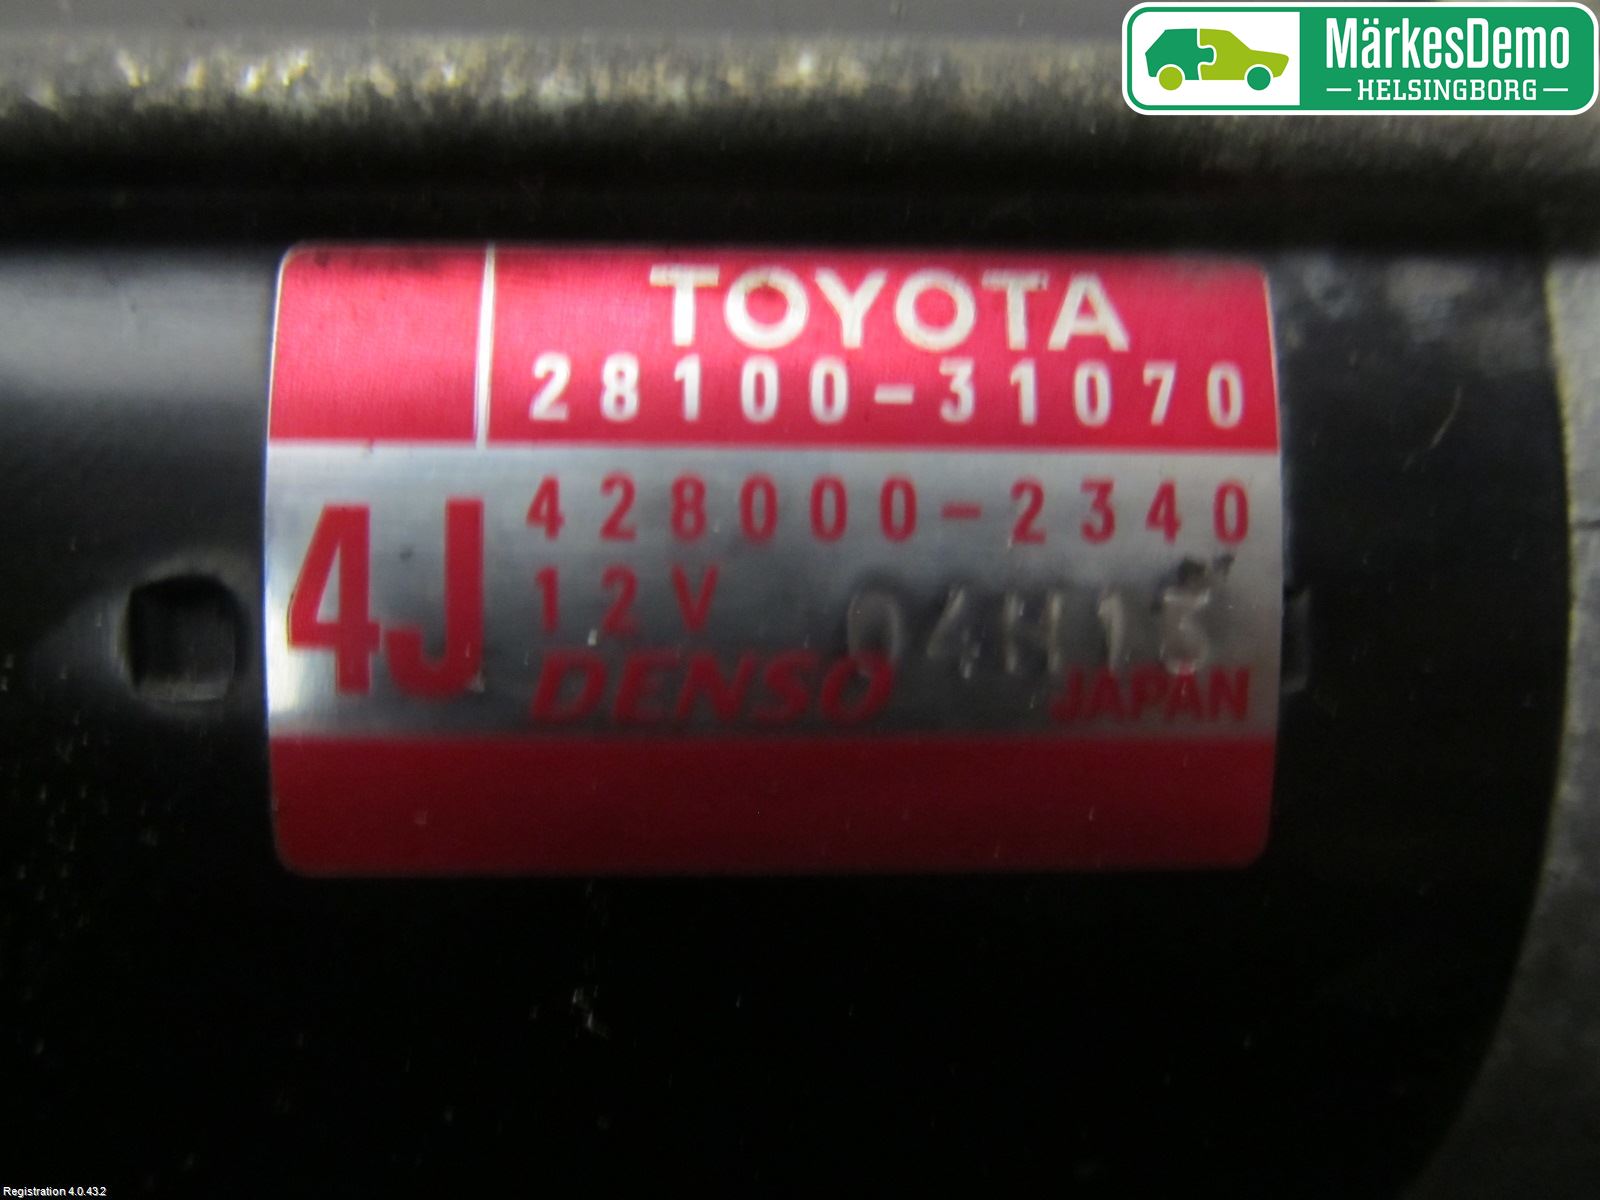 MärkesDemo
HELSINGBORG
TOYOTA
28100-31070
4J
428000-2340
12V
DENSO
JAPAN
Registration 4.0.43.2